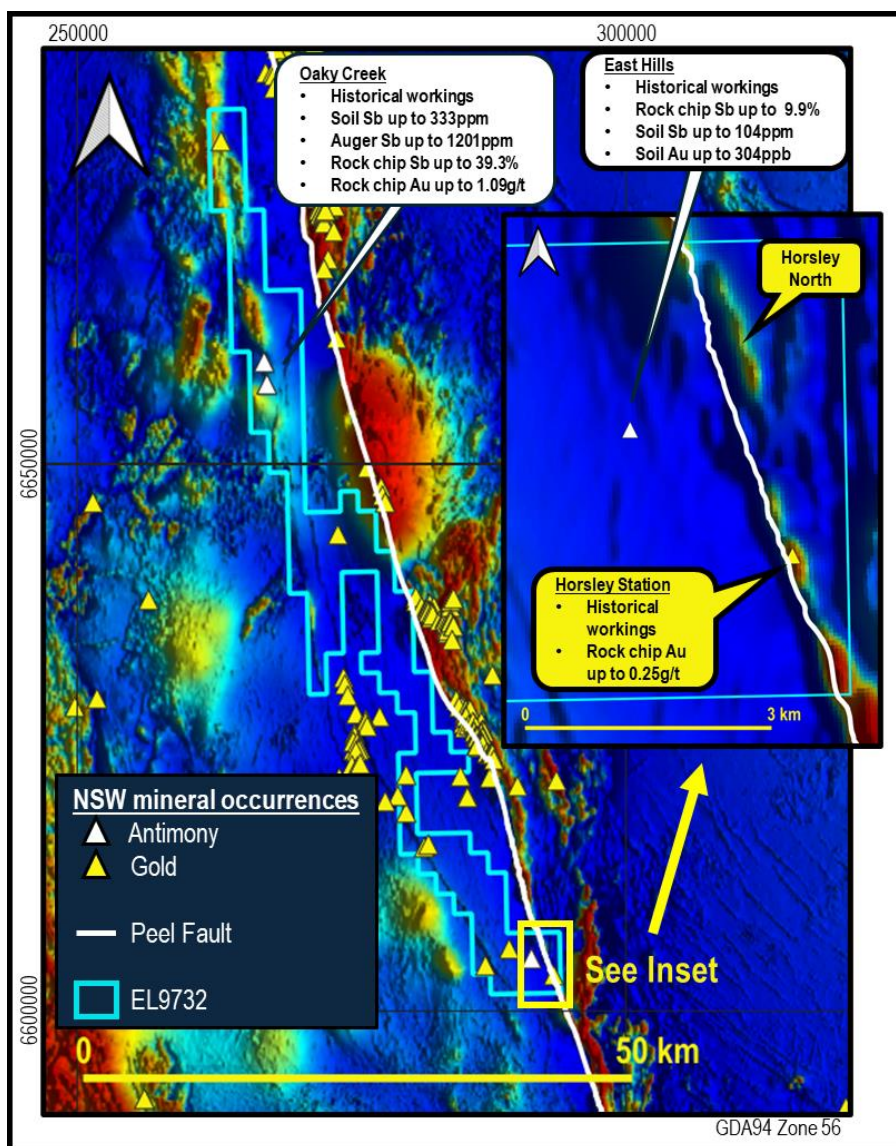 250000
300000
Oaky Creek
• Historical workings
• Soil Sb up to 333ppm
• Auger Sb up to 1201ppm
• Rock chip Sb up to 39.3%
• Rock chip Au up to 1.09g/t
East Hills
• Historical workings
• Rock chip Sb up to 9.9%
• Soil Sb up to 104ppm
• Soil Au up to 304ppb
Horsley
North
6650000
Horsley Station
• Historical
workings
• Rock chip Au
up to 0.25g/t
0
3 km
NSW mineral occurrences
Antimony
Gold
Peel Fault
EL9732
See Inset
6600000
0
50 km
GDA94 Zone 56